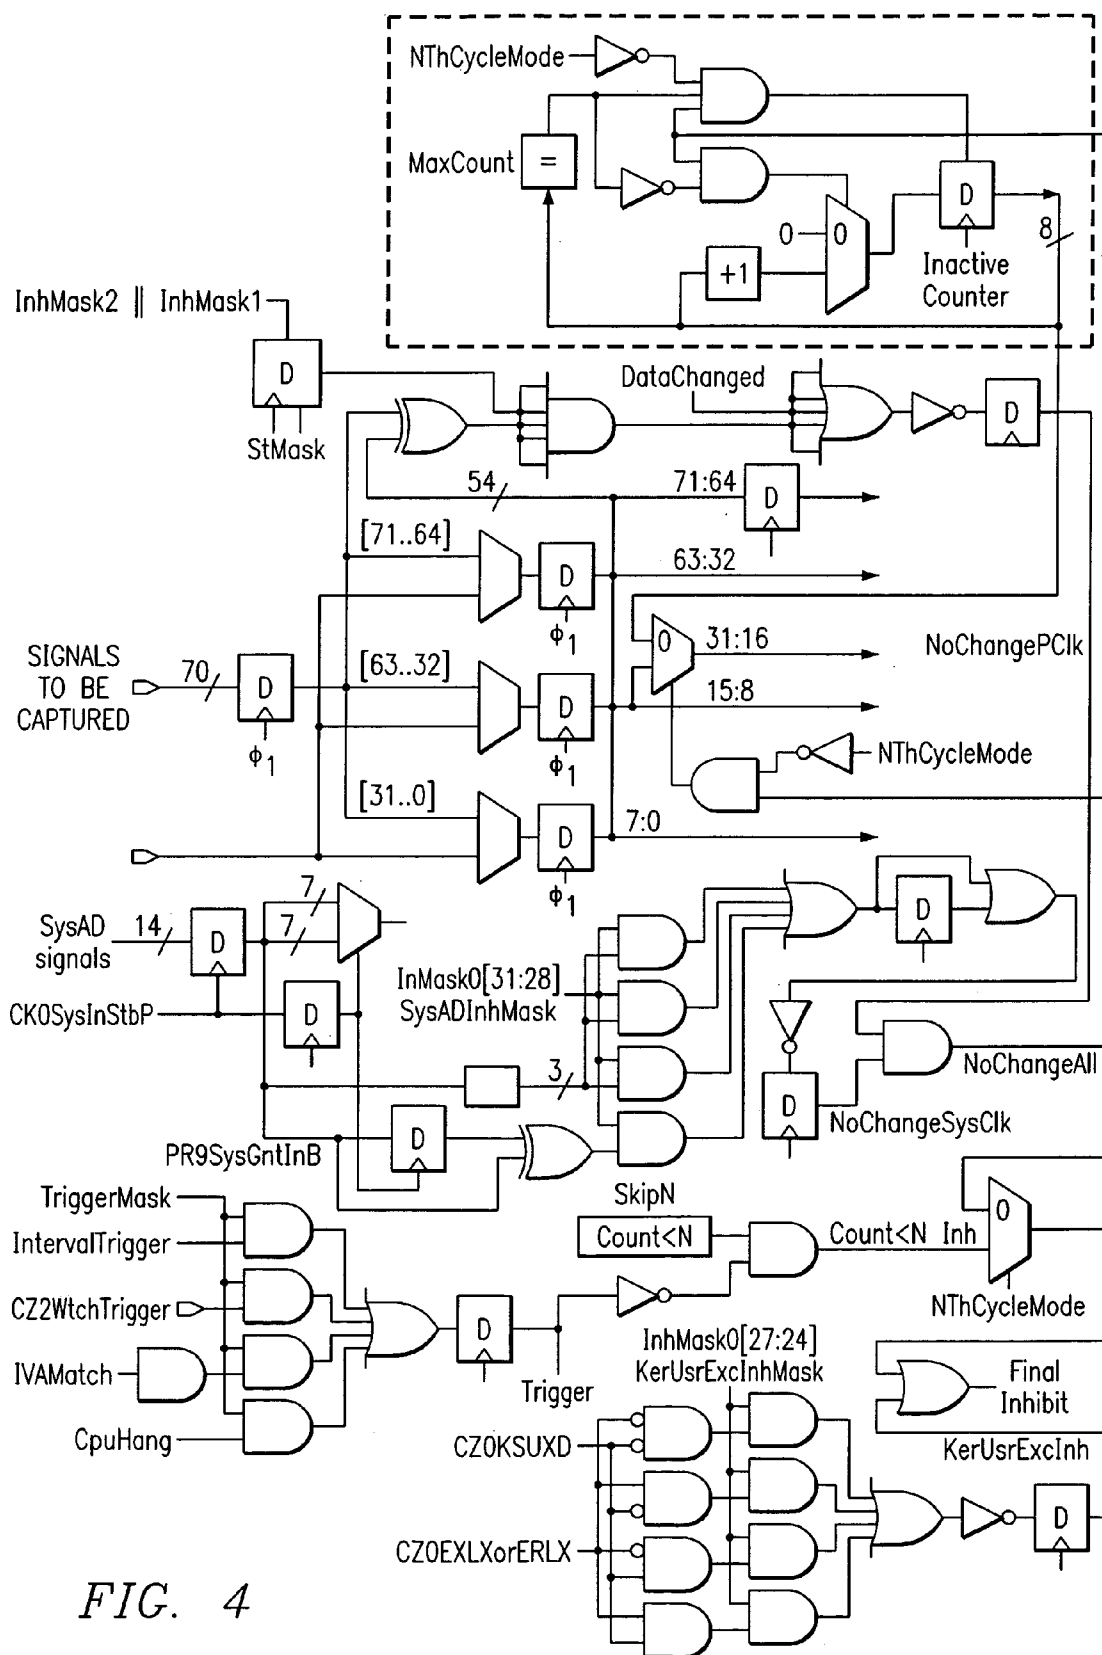 NThCycleMode
MaxCount
=
D
8
0
0
+1
Inactive
Counter
InhMask2 || InhMask1
D
StMask
DataChanged
D
54
71:64
D
[71..64]
D
63:32
ϕ1
SIGNALS
TO BE
CAPTURED
70
D
ϕ1
[63..32]
D
ϕ1
0
31:16
NoChangePClk
15:8
NThCycleMode
[31..0]
D
7:0
ϕ1
7
7
SysAD
signals
14
D
D
InMask0[31:28]
SysADInhMask
CK0SysInStbP
D
3
NoChangeAll
D
NoChangeSysClk
D
PR9SysGntInB
TriggerMask
IntervalTrigger
SkipN
Count<N
Count<N Inh
0
NThCycleMode
CZ2WtchTrigger
D
IVAMatch
Trigger
InhMask0[27:24]
KerUsrExcInhMask
Final
Inhibit
CpuHang
CZ0KSUXD
KerUsrExcInh
D
CZ0EXLXorERLX
FIG. 4